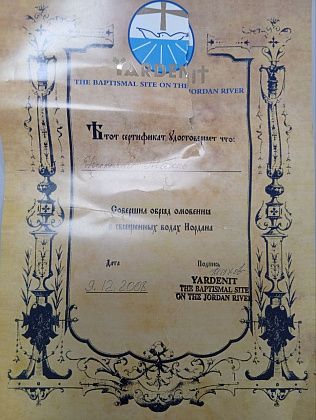 YARDENIT
THE BAPTISMAL SITE ON THE JORDAN RIVER
Этот сертификат удостоверяет что:
Совершил обряд омовения
в священных водах Иордана
Дата
Подпись
9.12.2008
YARDENIT
THE BAPTISMAL SITE
ON THE JORDAN RIVER